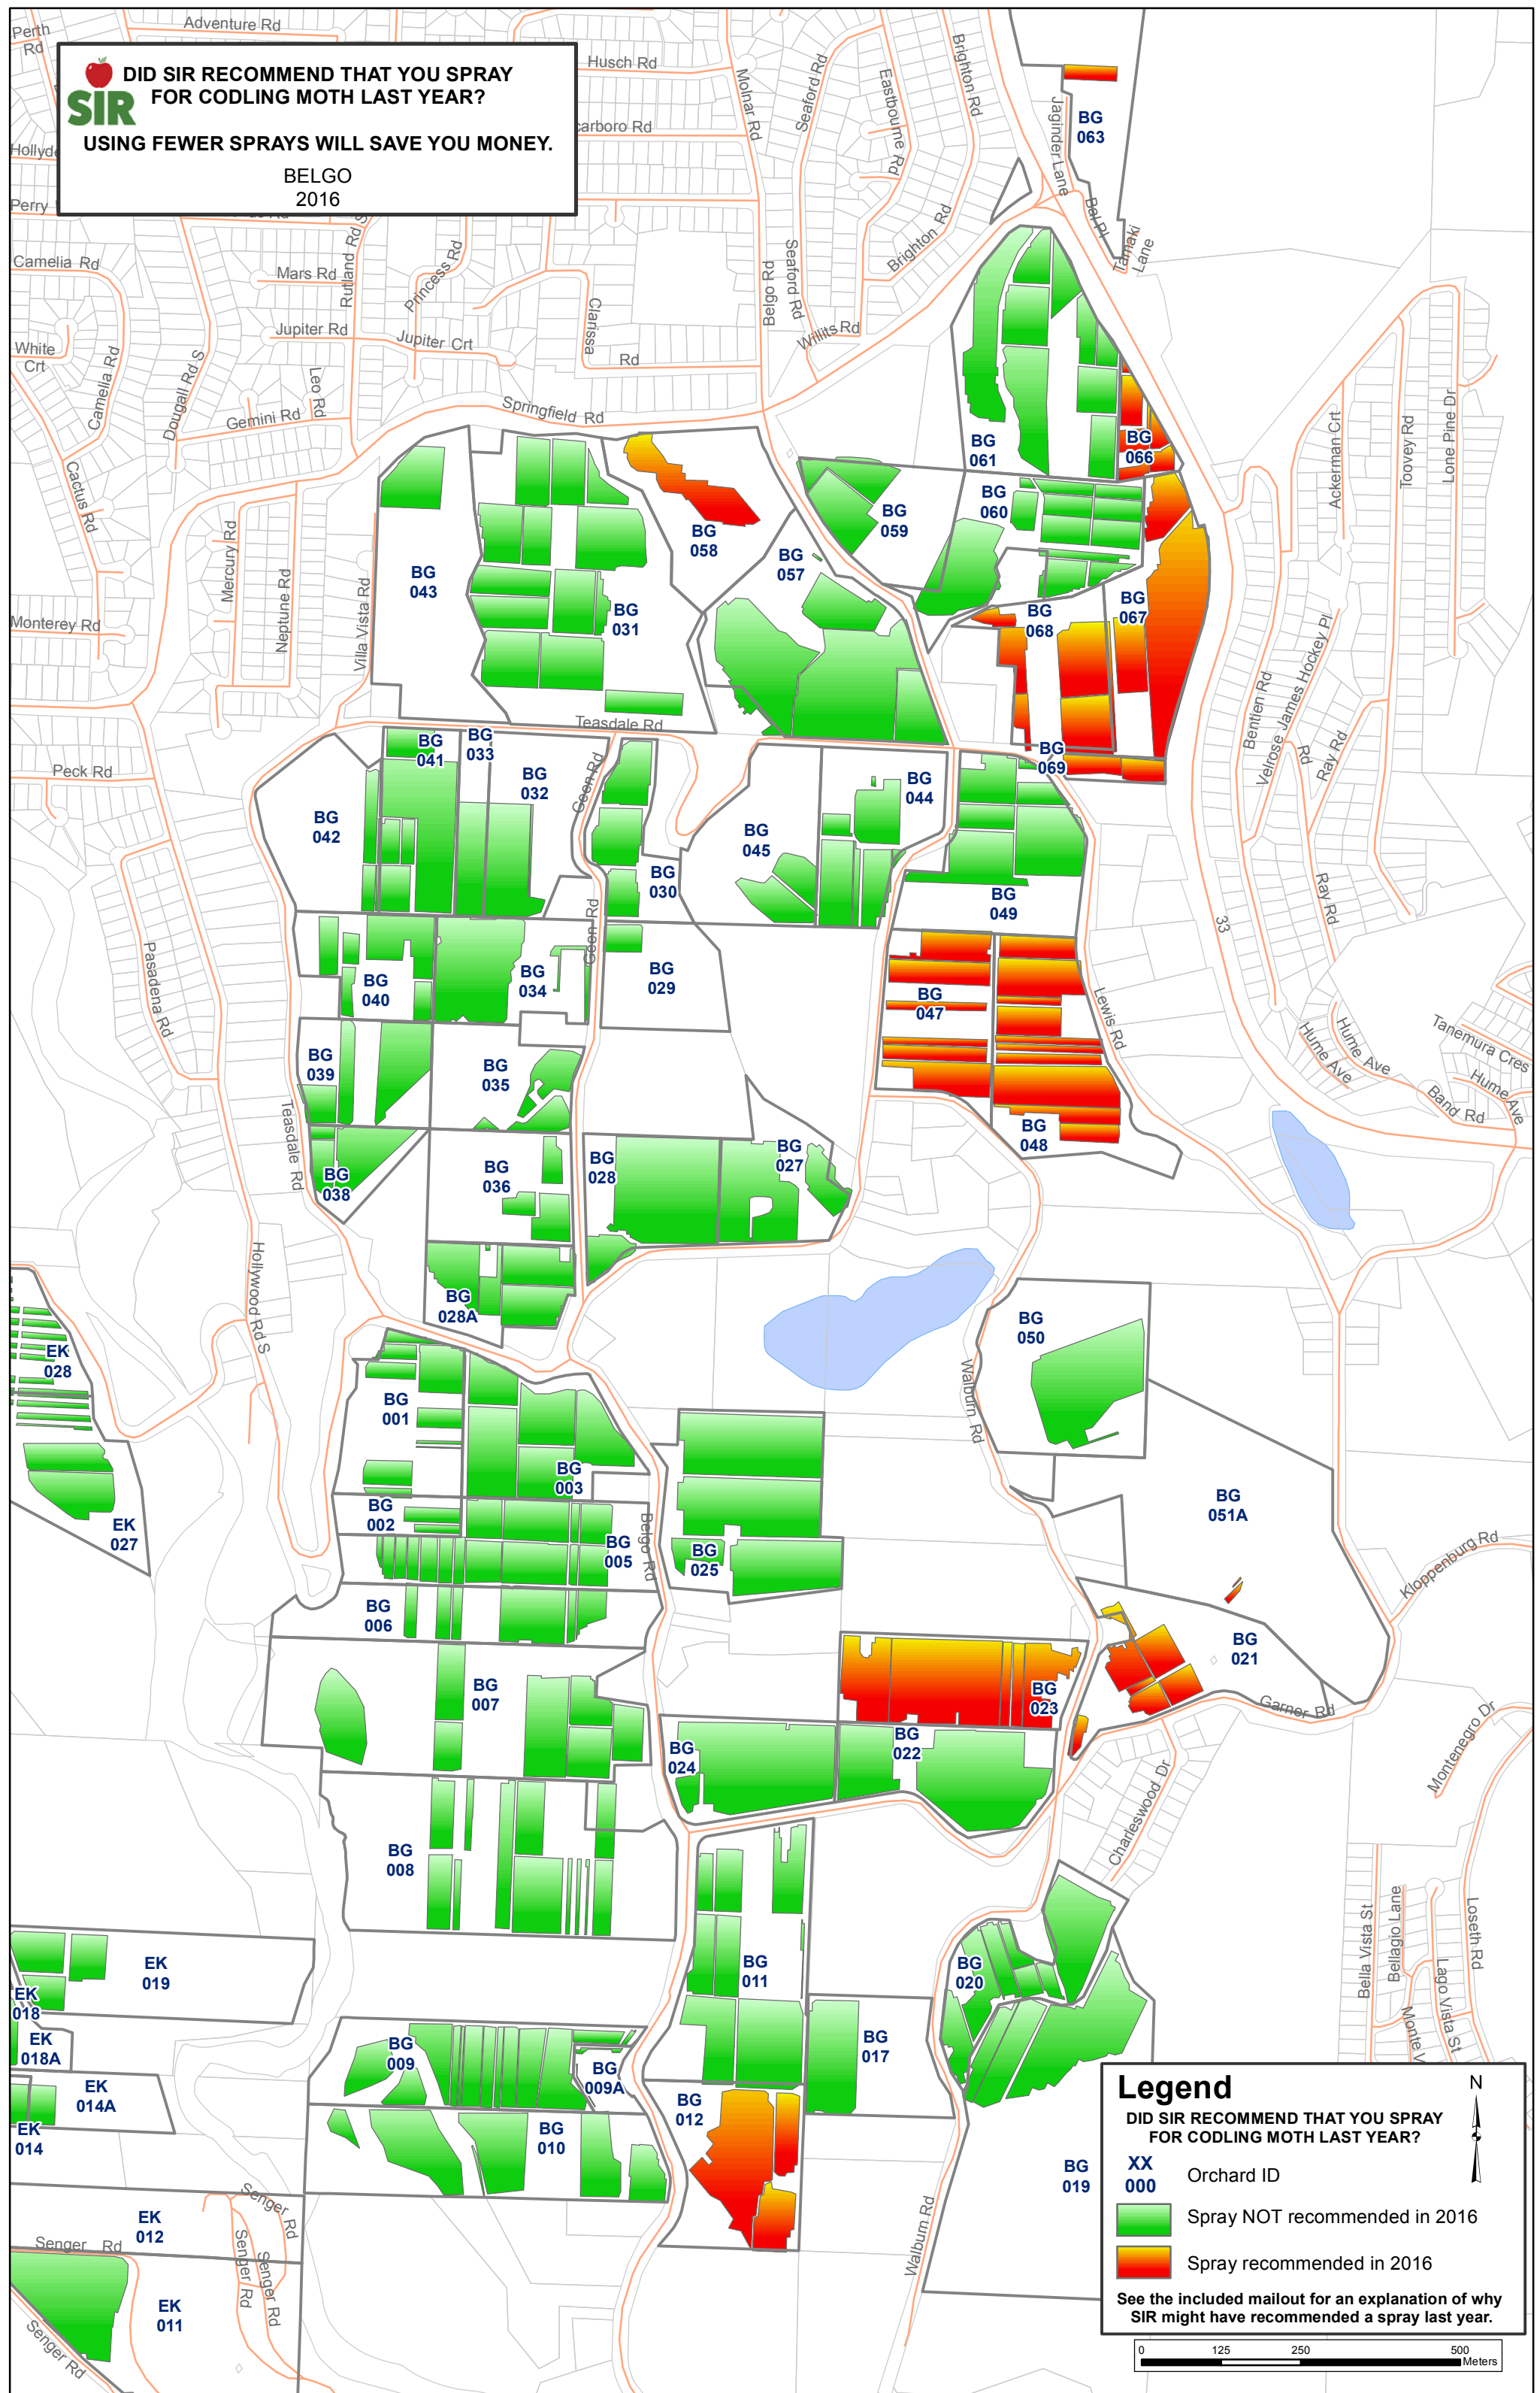 Perth
Rd
Adventure Rd
Husch Rd
Molnar Rd
Seaford Rd
Eastbourne Rd
Brighton Rd
SIR
DID SIR RECOMMEND THAT YOU SPRAY
FOR CODLING MOTH LAST YEAR?
USING FEWER SPRAYS WILL SAVE YOU MONEY.
BELGO
2016
carboro Rd
Hollyd
Perry
Jaginder Lane
BG
063
Bal Pl
Tamaki
Lane
Camelia Rd
Mars Rd
Rutland Rd S
Princess Rd
Belgo Rd
Seaford Rd
Brighton Rd
White
Crt
Camelia Rd
Dougall Rd S
Jupiter Rd
Jupiter Crt
Clarissa
Rd
Willits Rd
Leo Rd
Gemini Rd
Springfield Rd
Cactus Rd
BG
061
BG
066
Ackerman Crt
Toovey Rd
Lone Pine Dr
Mercury Rd
Neptune Rd
Villa Vista Rd
Monterey Rd
BG
043
BG
031
BG
058
BG
057
BG
059
BG
060
BG
068
BG
067
Bentien Rd
Velrose James Hockey Pl
Rd
Ray Rd
Teasdale Rd
Peck Rd
BG
041
BG
033
BG
032
Geen Rd
BG
042
BG
030
BG
045
BG
044
BG
069
BG
049
Ray Rd
33
Pasadena Rd
BG
040
BG
034
Geen Rd
BG
029
BG
047
Lewis Rd
BG
048
Hume Ave
Hume Ave
Tanemura Cres
Hume Ave
Band Rd
BG
039
BG
035
Teasdale Rd
BG
038
BG
036
BG
028
BG
027
Hollywood Rd S
BG
028A
EK
028
EK
027
BG
050
Walburn Rd
BG
051A
Kloppenburg Rd
BG
001
BG
003
BG
002
BG
005
Belgo Rd
BG
025
BG
006
BG
007
BG
023
BG
021
Garner Rd
Montenegro Dr
BG
024
BG
022
Charleswood Dr
BG
008
BG
011
BG
020
Bella Vista St
Bellagio Lane
Lago Vista St
Loseth Rd
Monte V
EK
019
EK
018
EK
018A
EK
014A
EK
014
BG
009
BG
009A
BG
017
BG
010
BG
012
BG
019
Walburn Rd
EK
012
Senger Rd
Senger Rd
Senger Rd
Senger Rd
EK
011
Senger Rd
Legend
N
DID SIR RECOMMEND THAT YOU SPRAY
FOR CODLING MOTH LAST YEAR?
XX
000
Orchard ID
Spray NOT recommended in 2016
Spray recommended in 2016
See the included mailout for an explanation of why
SIR might have recommended a spray last year.
0 125 250 500
Meters